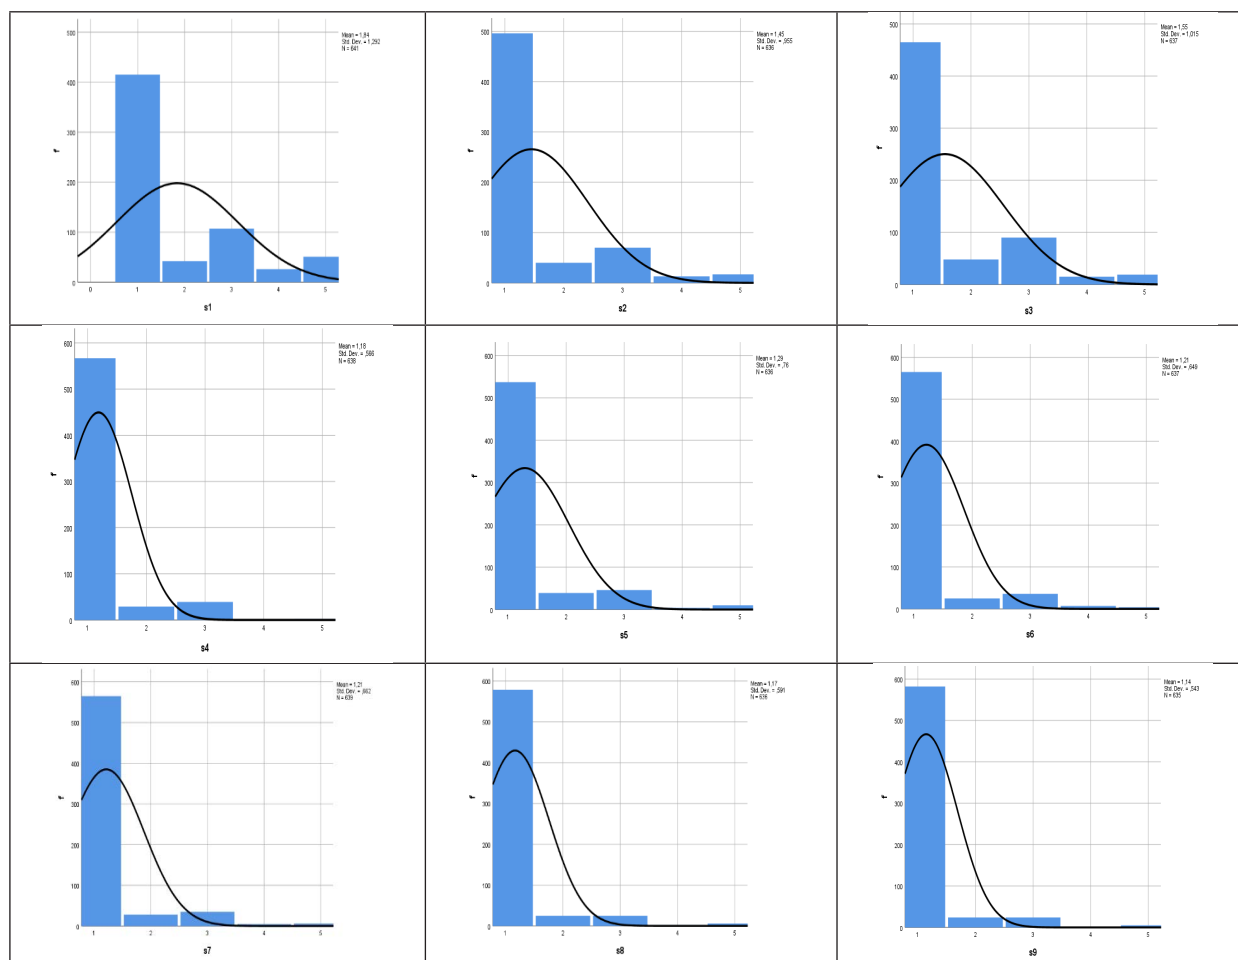 Mean = 1,84
Std. Dev. = 1,292
N = 641
500
400
300
200
100
0
f
0 1 2 3 4 5
s1
Mean = 1,45
Std. Dev. = ,955
N = 636
500
400
300
200
100
0
f
1 2 3 4 5
s2
Mean = 1,55
Std. Dev. = 1,015
N = 637
500
400
300
200
100
0
f
1 2 3 4 5
s3
Mean = 1,18
Std. Dev. = ,566
N = 638
600
500
400
300
200
100
0
f
1 2 3 4 5
s4
Mean = 1,29
Std. Dev. = ,76
N = 636
600
500
400
300
200
100
0
f
1 2 3 4 5
s5
Mean = 1,21
Std. Dev. = ,649
N = 637
600
500
400
300
200
100
0
f
1 2 3 4 5
s6
Mean = 1,21
Std. Dev. = ,662
N = 639
600
500
400
300
200
100
0
f
1 2 3 4 5
s7
Mean = 1,17
Std. Dev. = ,591
N = 636
600
500
400
300
200
100
0
f
1 2 3 4 5
s8
Mean = 1,14
Std. Dev. = ,543
N = 635
600
500
400
300
200
100
0
f
1 2 3 4 5
s9